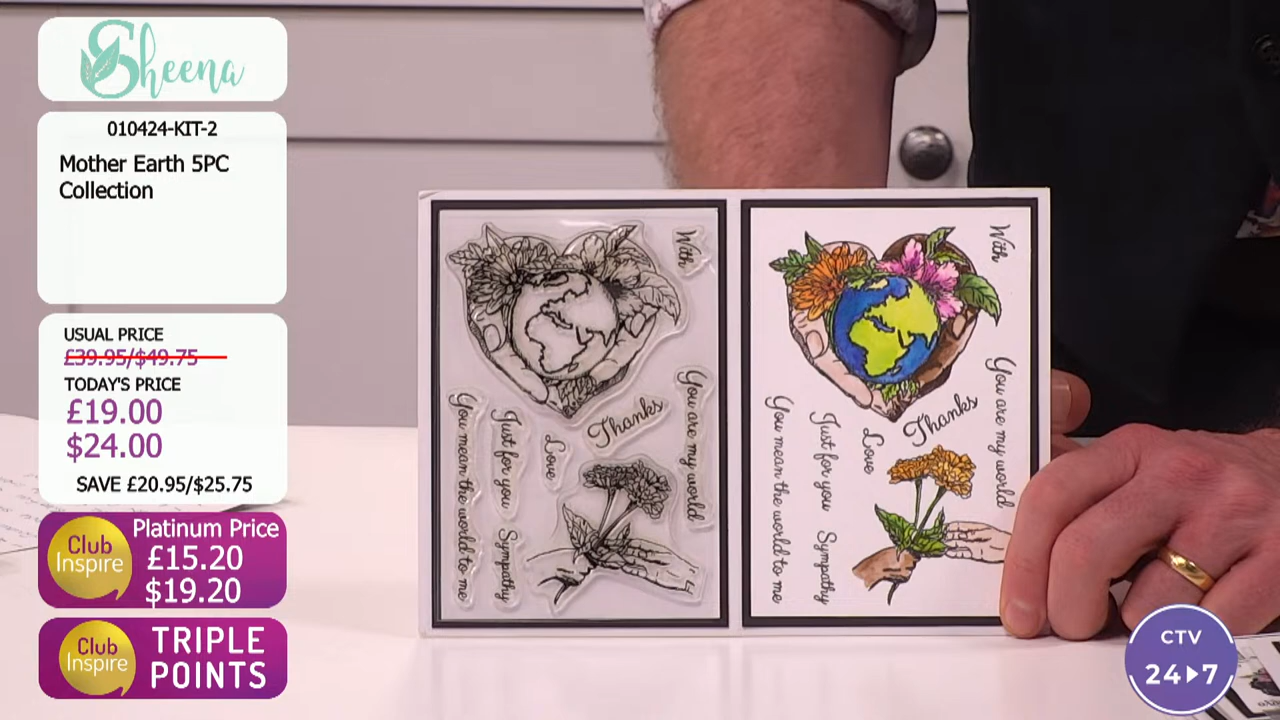 Sheena
010424-KIT-2
Mother Earth 5PC
Collection
USUAL PRICE
£39.95/$49.75
TODAY'S PRICE
£19.00
$24.00
SAVE £20.95/$25.75
Club
Inspire
Platinum Price
£15.20
$19.20
Club
Inspire
TRIPLE
POINTS
With
You are my world
Thanks
Love
Just for you
Sympathy
You mean the world to me
With
You are my world
Thanks
Love
Just for you
Sympathy
You mean the world to me
CTV
24▶7